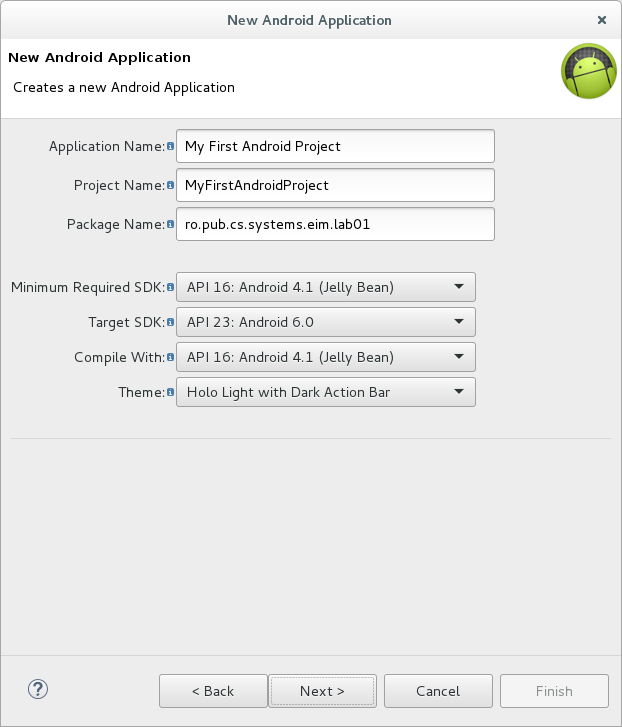 New Android Application
New Android Application
Creates a new Android Application
Application Name: My First Android Project
Project Name: MyFirstAndroidProject
Package Name: ro.pub.cs.systems.eim.lab01
Minimum Required SDK: API 16: Android 4.1 (Jelly Bean)
Target SDK: API 23: Android 6.0
Compile With: API 16: Android 4.1 (Jelly Bean)
Theme: Holo Light with Dark Action Bar
? < Back Next > Cancel Finish